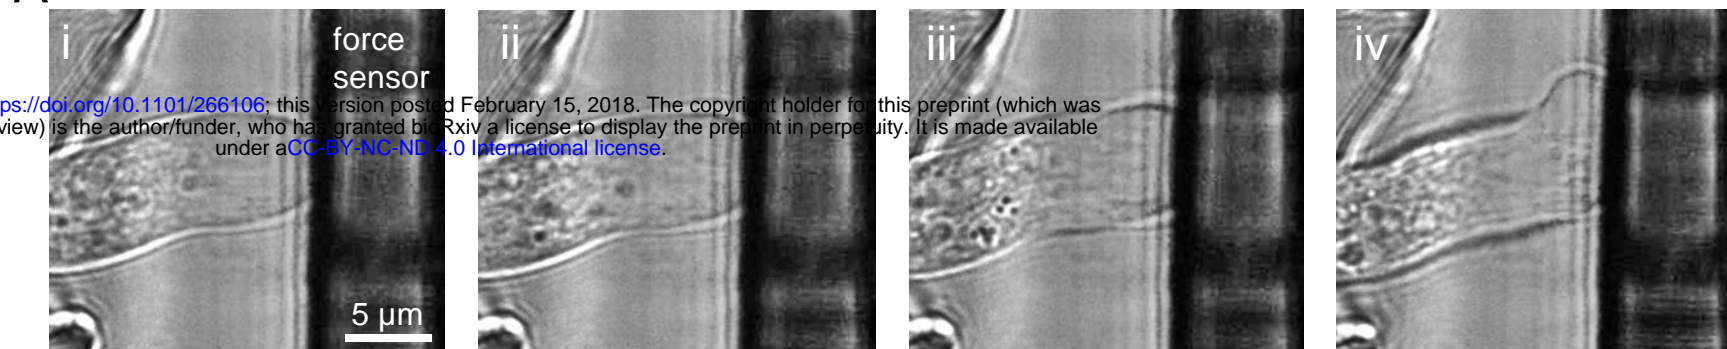 i
ii
iii
iv
force
sensor
ps://doi.org/10.1101/266106; this version posted February 15, 2018. The copyright holder for this preprint (which was
view) is the author/funder, who has granted bioRxiv a license to display the preprint in perpetuity. It is made available
under aCC-BY-NC-ND 4.0 International license.
5 µm